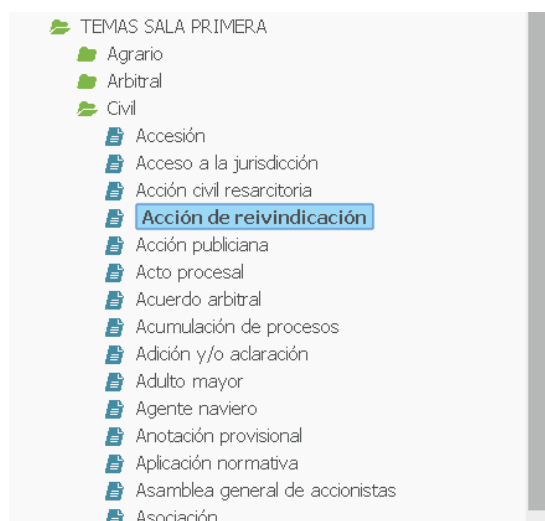 TEMAS SALA PRIMERA
Agrario
Arbitral
Civil
Accesión
Acceso a la jurisdicción
Acción civil resarcitoria
Acción de reivindicación
Acción publiciana
Acto procesal
Acuerdo arbitral
Acumulación de procesos
Adición y/o aclaración
Adulto mayor
Agente naviero
Anotación provisional
Aplicación normativa
Asamblea general de accionistas
Asociación